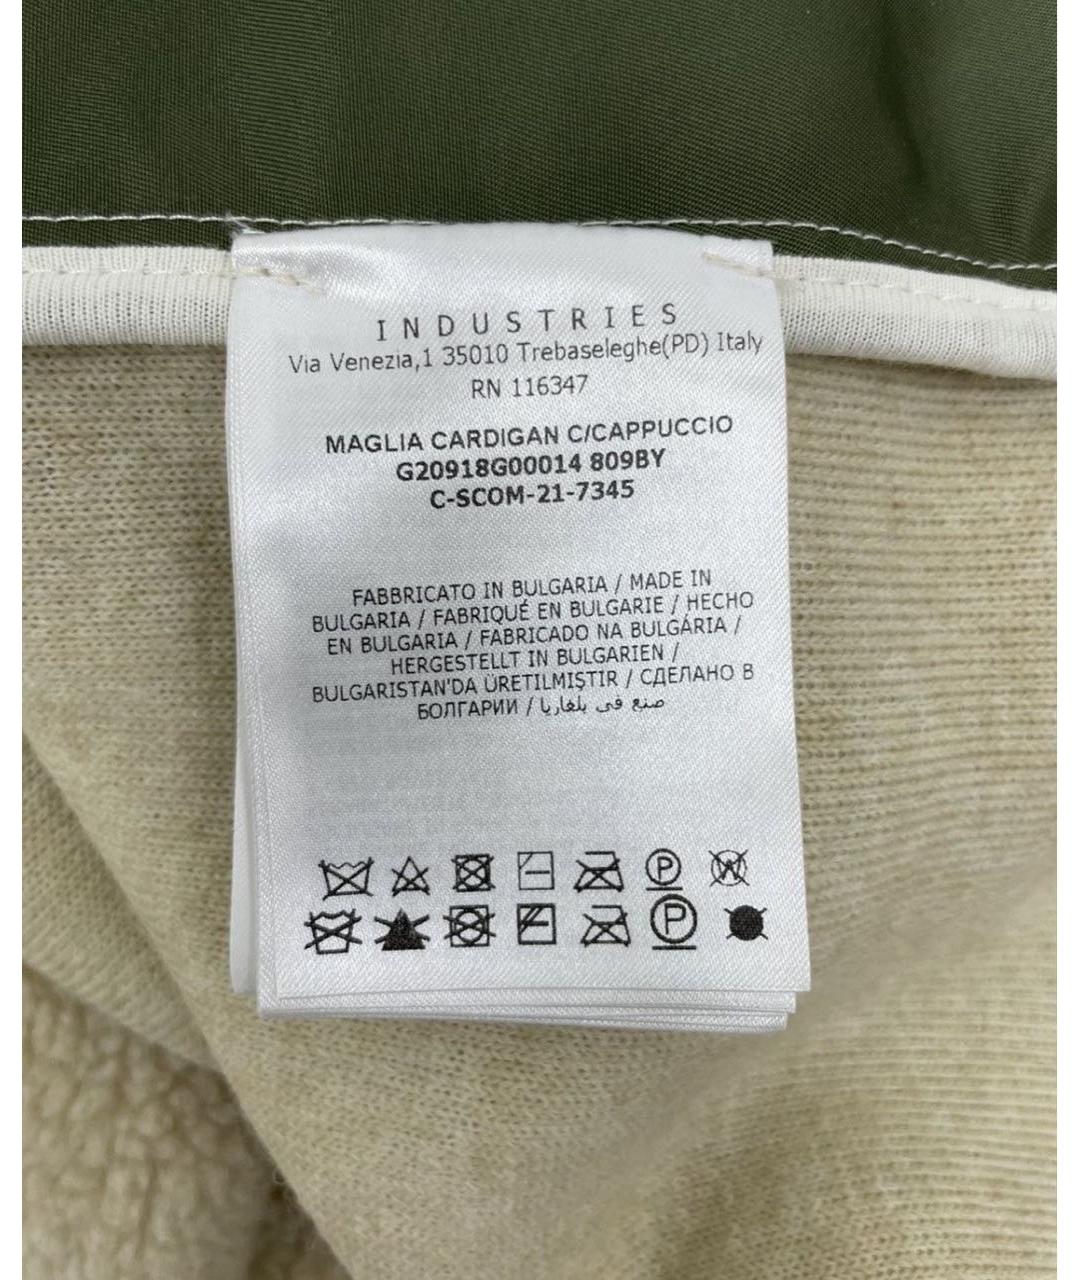 INDUSTRIES
Via Venezia,1 35010 Trebaseleghe(PD) Italy
RN 116347
MAGLIA CARDIGAN C/CAPPUCCIO
G20918G00014 809BY
C-SCOM-21-7345
FABBRICATO IN BULGARIA / MADE IN
BULGARIA / FABRIQUÉ EN BULGARIE / HECHO
EN BULGARIA / FABRICADO NA BULGÁRIA /
HERGESTELLT IN BULGARIEN /
BULGARISTAN'DA ÜRETILMIŞTIR / СДЕЛАНО В
БОЛГАРИИ / صنع في بلغاريا
P W
P